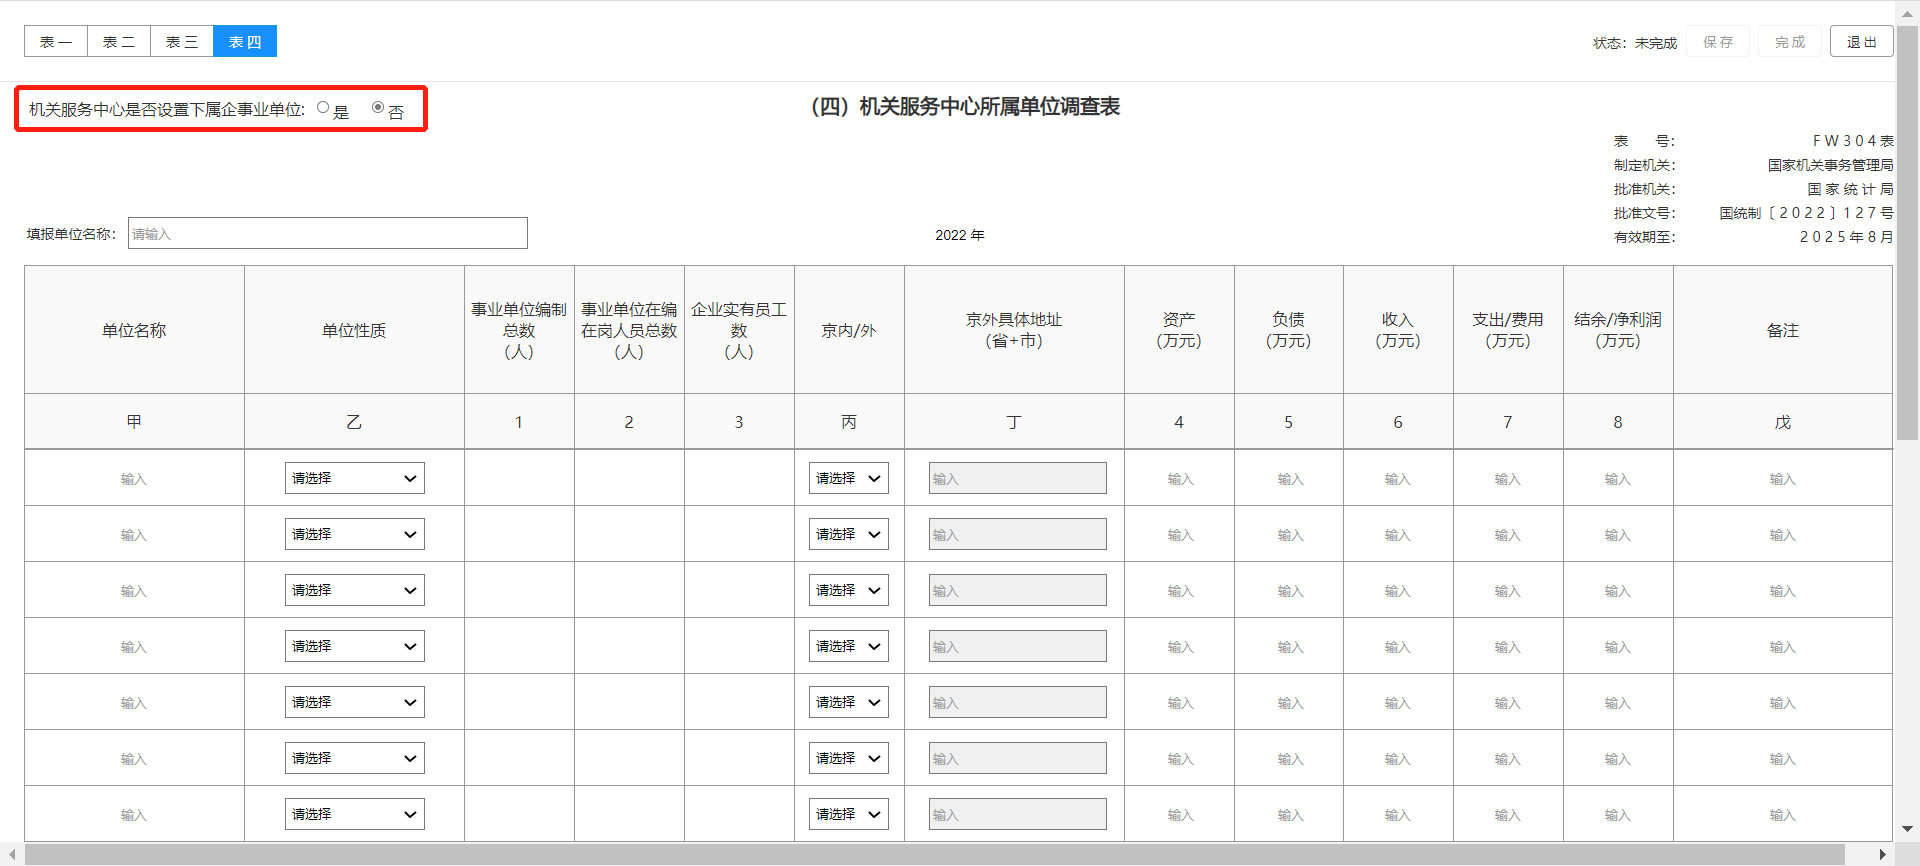 表 一 表 二 表 三 表 四
状态： 未完成 保 存 完 成 退 出
机关服务中心是否设置下属企事业单位: 是 否
（四）机关服务中心所属单位调查表
表 号： F W 3 0 4 表
制定机关： 国家机关事务管理局
批准机关： 国 家 统 计 局
批准文号： 国统制〔 2 0 2 2 〕1 2 7 号
有效期至： 2 0 2 5 年 8 月
填报单位名称： 请输入 2022 年
单位名称 单位性质 事业单位编制总数（人） 事业单位在编在岗人员总数（人） 企业实有员工数（人） 京内/外 京外具体地址（省+市） 资产（万元） 负债（万元） 收入（万元） 支出/费用（万元） 结余/净利润（万元） 备注
甲 乙 1 2 3 丙 丁 4 5 6 7 8 戊
输入 请选择 请选择 输入 输入 输入 输入 输入 输入 输入
输入 请选择 请选择 输入 输入 输入 输入 输入 输入 输入
输入 请选择 请选择 输入 输入 输入 输入 输入 输入 输入
输入 请选择 请选择 输入 输入 输入 输入 输入 输入 输入
输入 请选择 请选择 输入 输入 输入 输入 输入 输入 输入
输入 请选择 请选择 输入 输入 输入 输入 输入 输入 输入
输入 请选择 请选择 输入 输入 输入 输入 输入 输入 输入